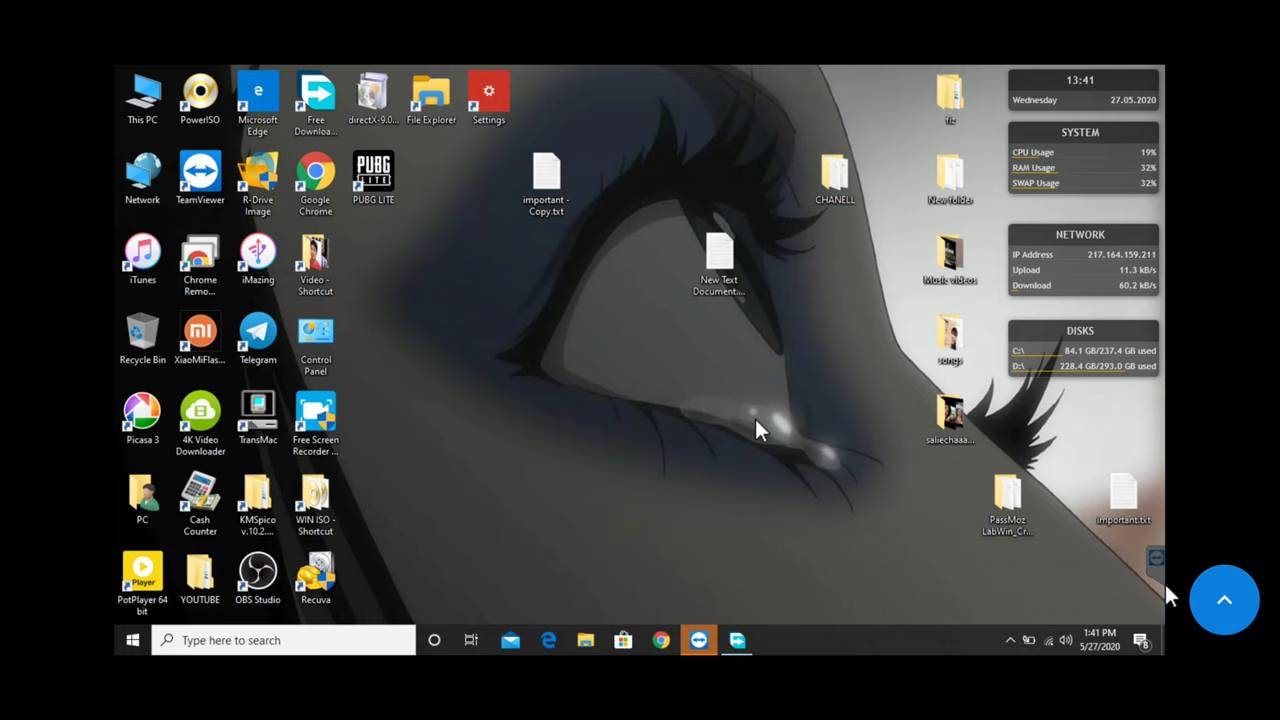 This PC
PowerISO
Microsoft
Edge
Free
Downloa...
directX-9.0...
File Explorer
Settings
Network
TeamViewer
R-Drive
Image
Google
Chrome
PUBG
LITE
PUBG LITE
iTunes
Chrome
Remo...
iMazing
Video -
Shortcut
Recycle Bin
XiaoMiFlas...
Telegram
Control
Panel
Picasa 3
4K Video
Downloader
TransMac
Free Screen
Recorder ...
PC
Cash
Counter
KMSpico
v.10.2....
WIN ISO -
Shortcut
Player
PotPlayer 64
bit
YOUTUBE
OBS Studio
Recuva
important -
Copy.txt
New Text
Document....
CHANELL
fiz
New folder
Music videos
songs
saliechaaa...
PassMoz
LabWin_Cr...
important.txt
13:41
Wednesday 27.05.2020
SYSTEM
CPU Usage 19%
RAM Usage 32%
SWAP Usage 32%
NETWORK
IP Address 217.164.159.211
Upload 11.3 kB/s
Download 60.2 kB/s
DISKS
C:\ 84.1 GB/237.4 GB used
D:\ 228.4 GB/293.0 GB used
Type here to search
1:41 PM
5/27/2020
8